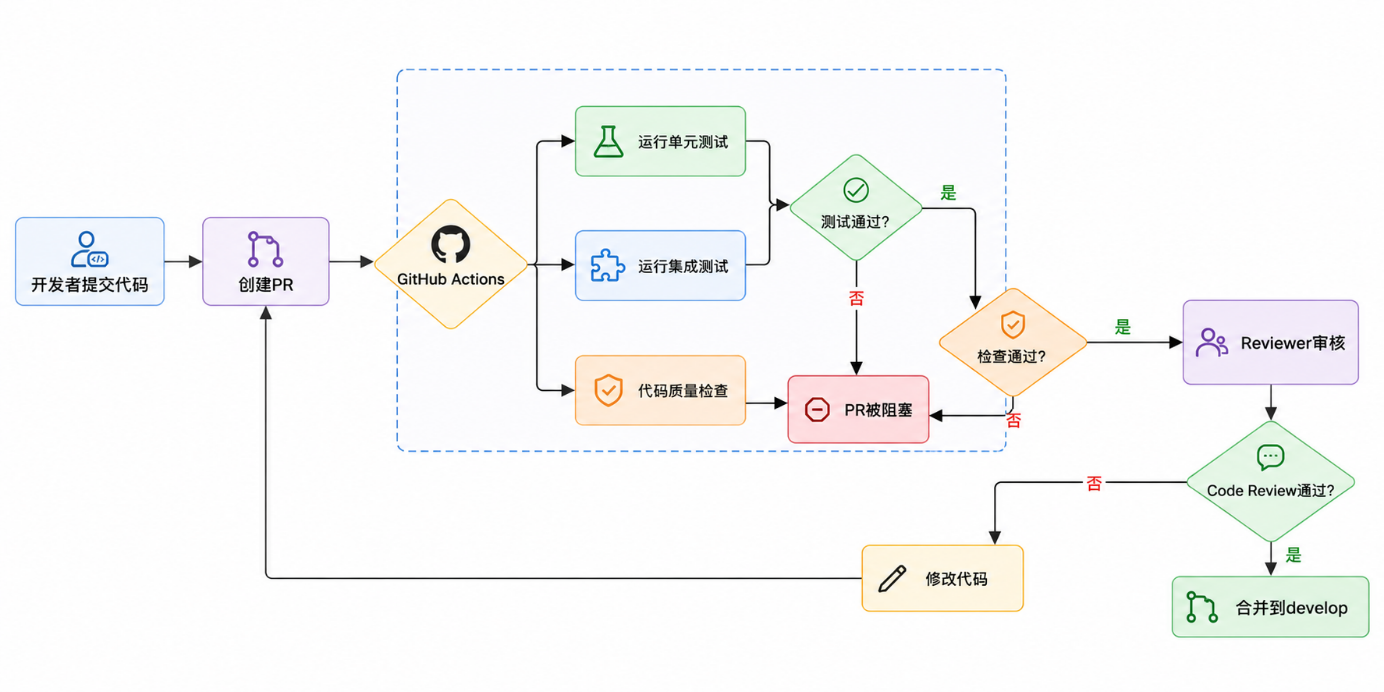 开发者提交代码
创建PR
GitHub Actions
运行单元测试
运行集成测试
代码质量检查
测试通过?
是
否
PR被阻塞
检查通过?
是
否
Reviewer审核
Code Review通过?
否
是
修改代码
合并到develop